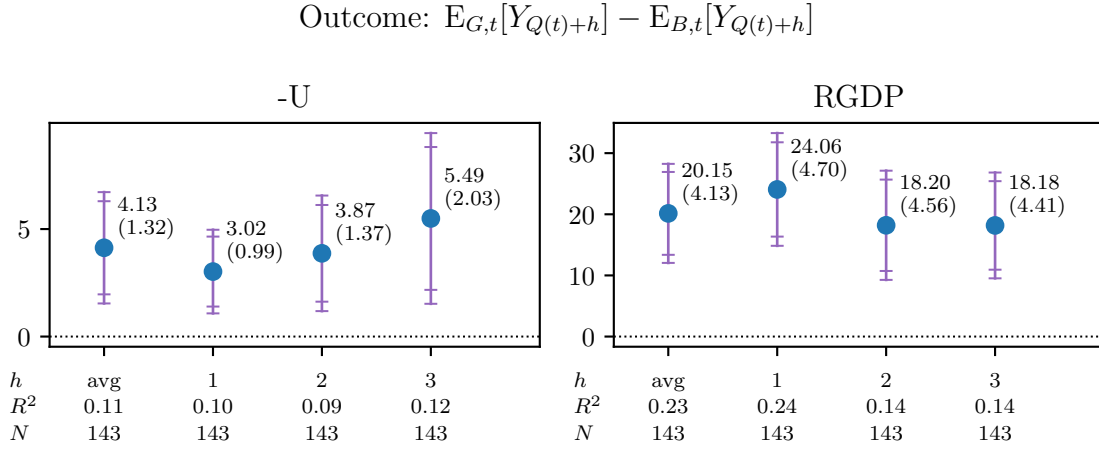 Outcome: E_{G,t}[Y_{Q(t)+h}] − E_{B,t}[Y_{Q(t)+h}]
-U
5
0
4.13
(1.32)
3.02
(0.99)
3.87
(1.37)
5.49
(2.03)
h avg 1 2 3
R² 0.11 0.10 0.09 0.12
N 143 143 143 143
RGDP
30
20
10
0
20.15
(4.13)
24.06
(4.70)
18.20
(4.56)
18.18
(4.41)
h avg 1 2 3
R² 0.23 0.24 0.14 0.14
N 143 143 143 143